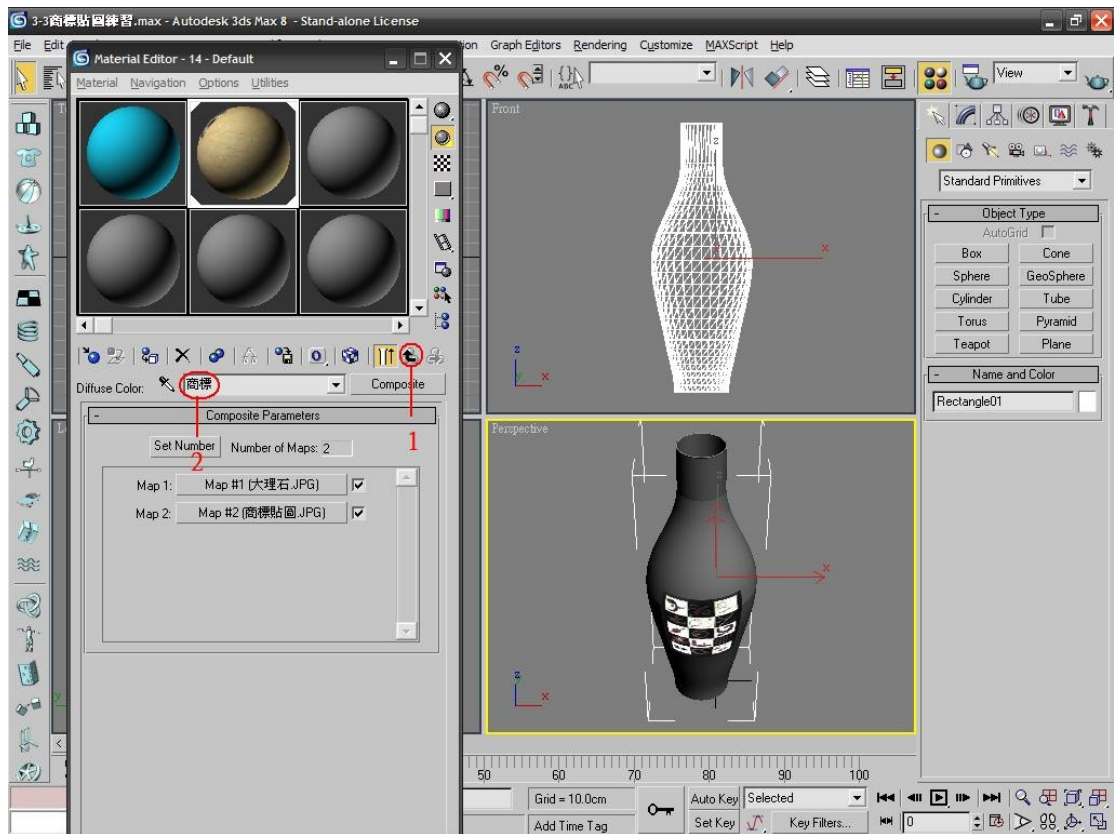 3-3商標貼圖練習.max - Autodesk 3ds Max 8 - Stand-alone License
File Edit Graph Editors Rendering Customize MAXScript Help
Material Editor - 14 - Default
Material Navigation Options Utilities
ABC
View
Front
Standard Primitives
- Object Type
AutoGrid
Box Cone
Sphere GeoSphere
Cylinder Tube
Torus Pyramid
Teapot Plane
- Name and Color
Rectangle01
z
x
y
z
x
Diffuse Color: 商標 Composite
- Composite Parameters
1
Set Number Number of Maps: 2
2
Map 1: Map #1 (大理石.JPG)
Map 2: Map #2 (商標貼圖.JPG)
Perspective
x
z
x
y
50 60 70 80 90 100
Grid = 10.0cm Auto Key Selected
Add Time Tag Set Key Key Filters... 0